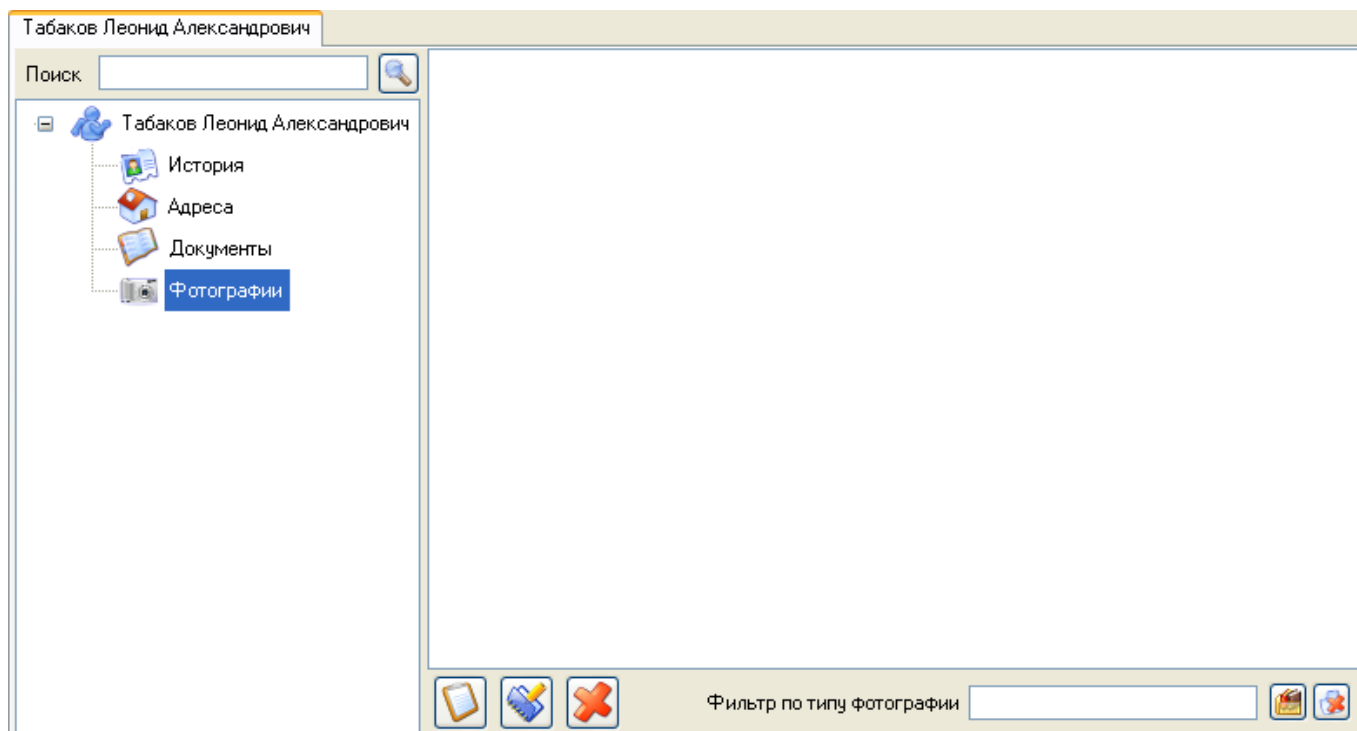 Табаков Леонид Александрович
Поиск
Табаков Леонид Александрович
История
Адреса
Документы
Фотографии
Фильтр по типу фотографии